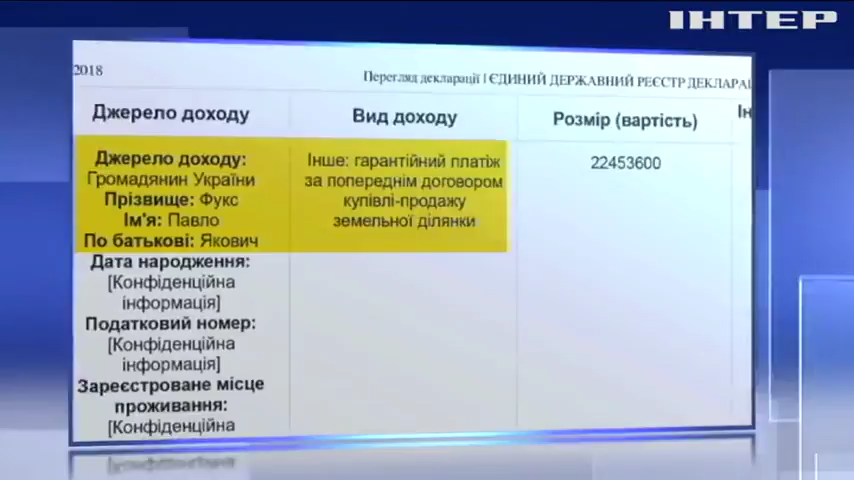 ІНТЕР
2018
Перегляд декларації | ЄДИНИЙ ДЕРЖАВНИЙ РЕЄСТР ДЕКЛАРАІ
Джерело доходу
Вид доходу
Розмір (вартість)
Ін
Джерело доходу:
Громадянин України
Прізвище: Фукс
Ім'я: Павло
По батькові: Якович
Дата народження:
[Конфіденційна
інформація]
Податковий номер:
[Конфіденційна
інформація]
Зареєстроване місце
проживання:
[Конфіденційна
Інше: гарантійний платіж
за попереднім договором
купівлі-продажу
земельної ділянки
22453600